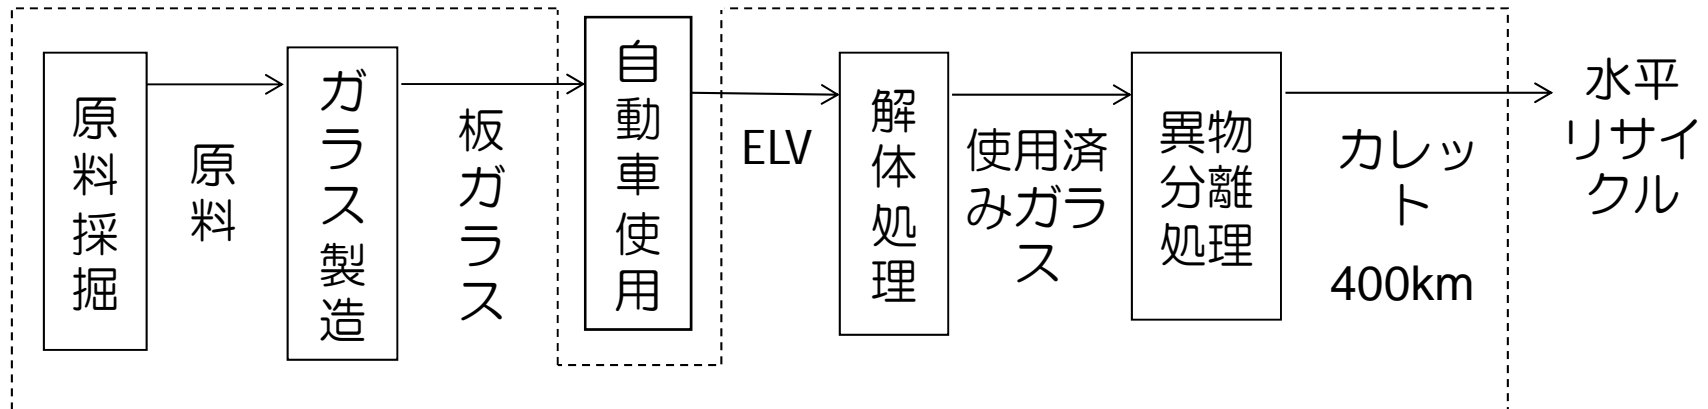 原料採掘
原料
ガラス製造
板ガラス
自動車使用
ELV
解体処理
使用済
みガラ
ス
異物
分離
処理
カレッ
ト
400km
水平
リサイ
クル